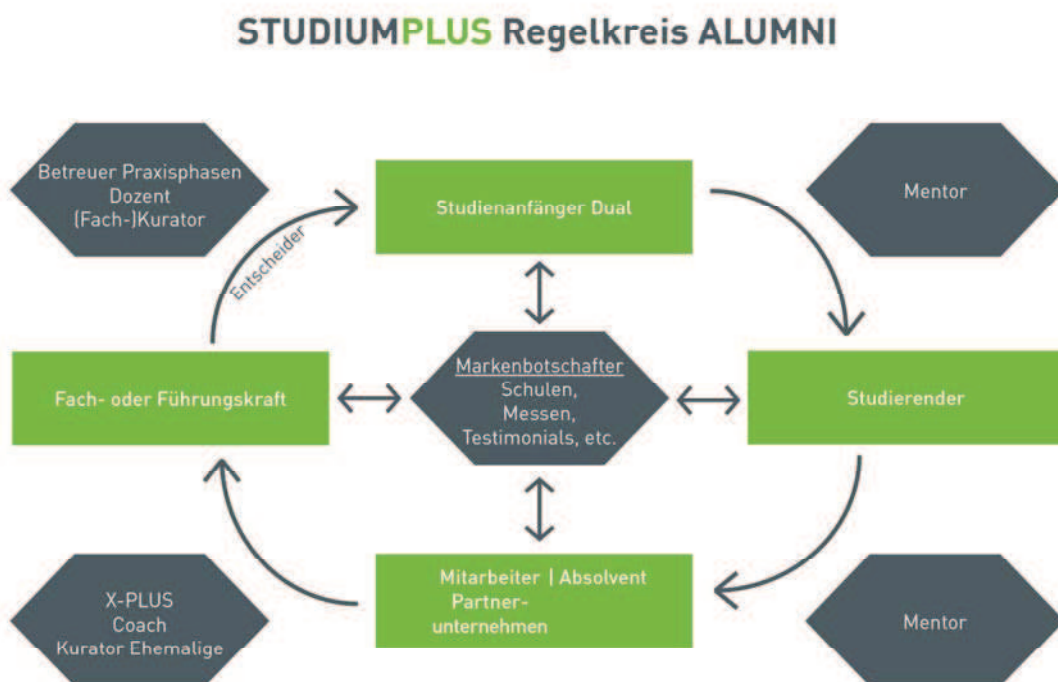 STUDIUMPLUS Regelkreis ALUMNI
Betreuer Praxisphasen
Dozent
(Fach-)Kurator
Studienanfänger Dual
Mentor
Entscheider
Fach- oder Führungskraft
Markenbotschafter
Schulen,
Messen,
Testimonials, etc.
Studierender
X-PLUS
Coach
Kurator Ehemalige
Mitarbeiter | Absolvent
Partner-
unternehmen
Mentor